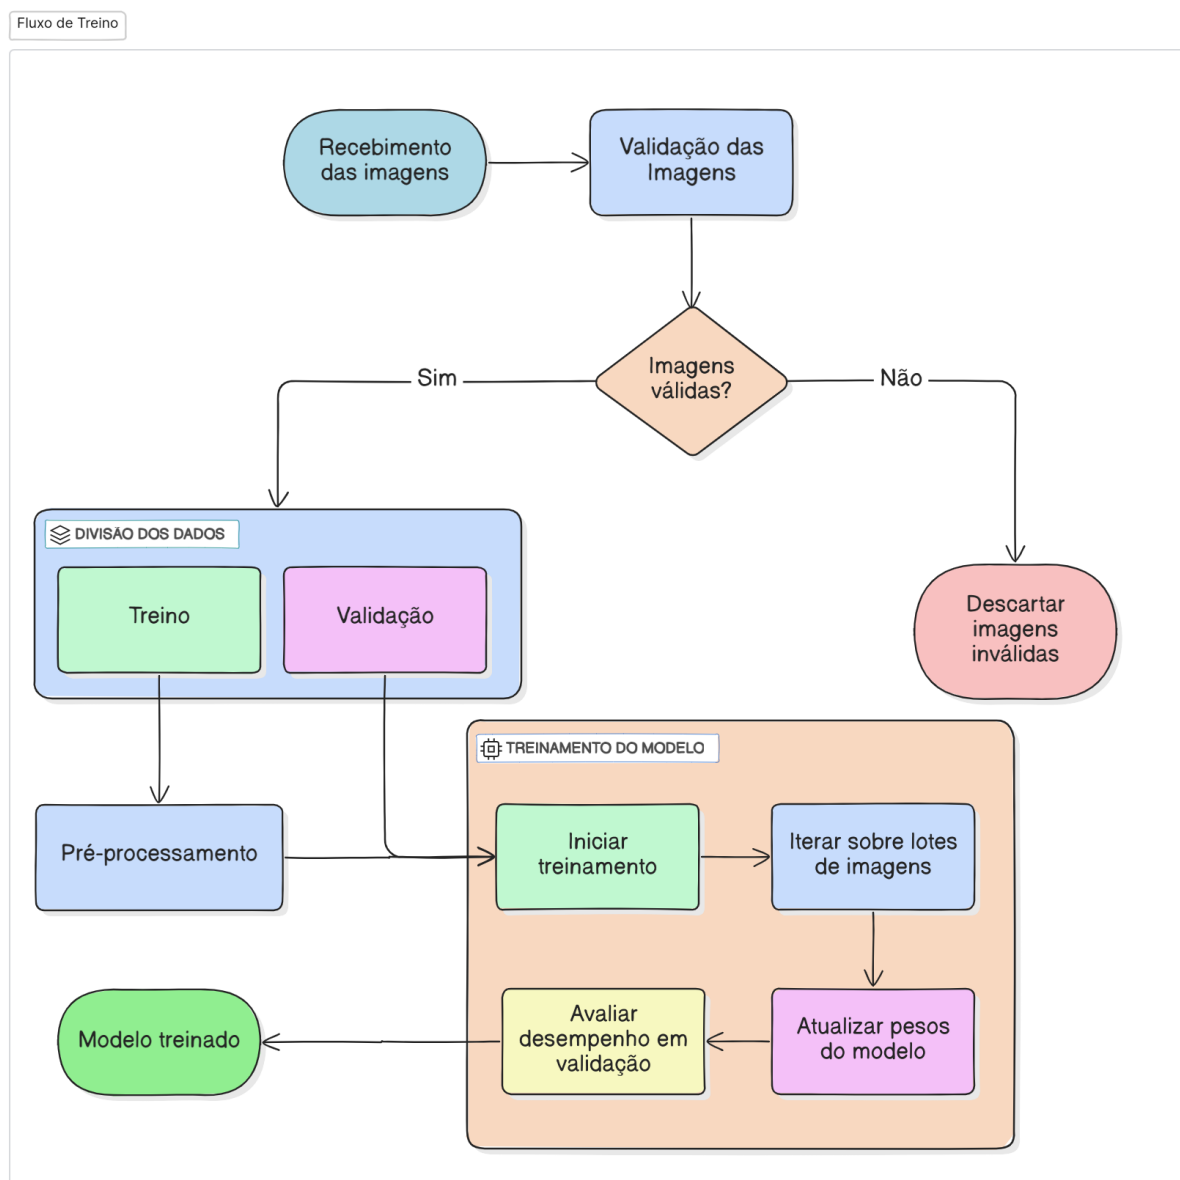 Fluxo de Treino
Recebimento
das imagens
Validação das
Imagens
Imagens
válidas?
Sim
Não
DIVISÃO DOS DADOS
Treino
Validação
Descartar
imagens
inválidas
TREINAMENTO DO MODELO
Pré-processamento
Iniciar
treinamento
Iterar sobre lotes
de imagens
Atualizar pesos
do modelo
Avaliar
desempenho em
validação
Modelo treinado